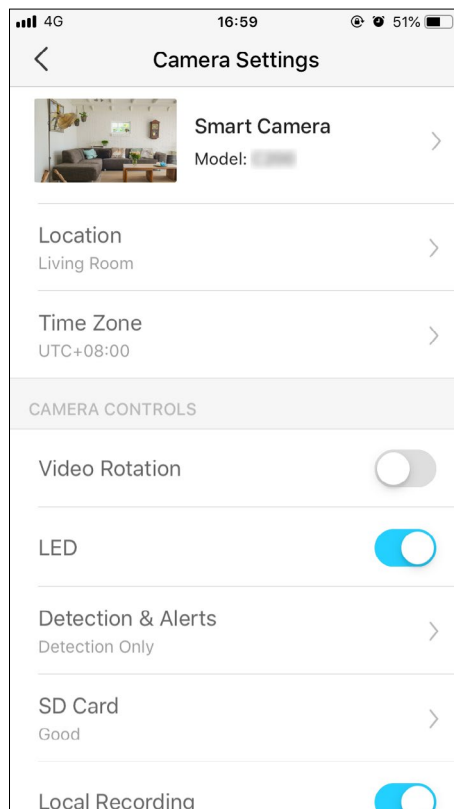 4G 16:59 51%
Camera Settings
Smart Camera
Model:
Location
Living Room
Time Zone
UTC+08:00
CAMERA CONTROLS
Video Rotation
LED
Detection & Alerts
Detection Only
SD Card
Good
Local Recording